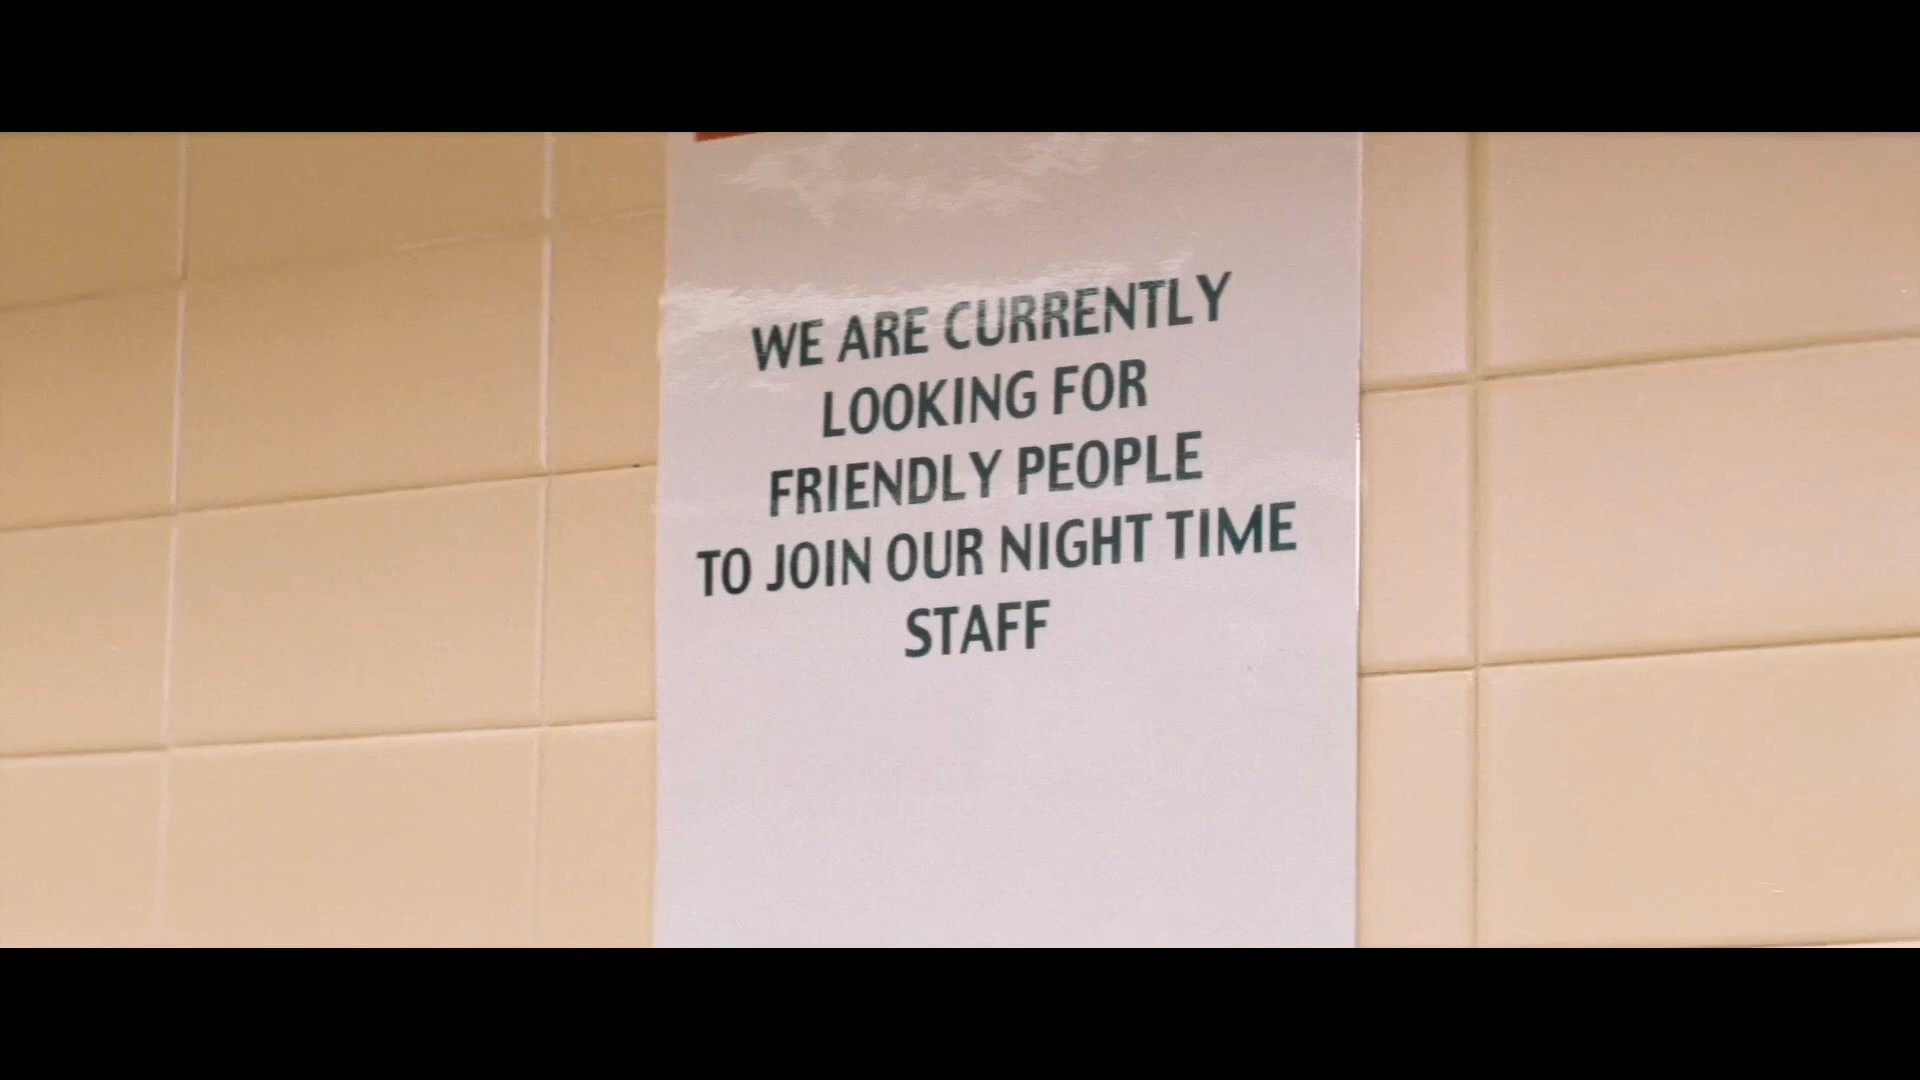 WE ARE CURRENTLY
LOOKING FOR
FRIENDLY PEOPLE
TO JOIN OUR NIGHT TIME
STAFF